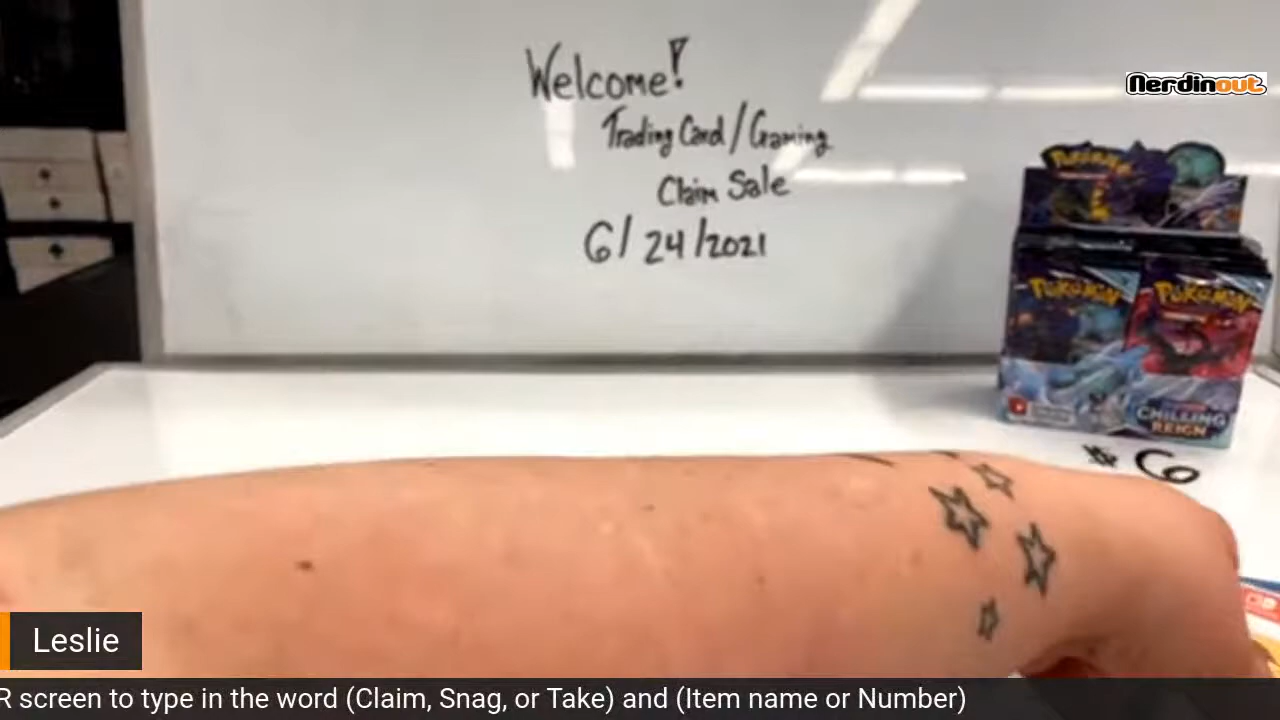 Welcome!
Trading Card/Gaming
Claim Sale
6/24/2021
Nerdinout
POKéMON
POKéMON
POKéMON
CHILLING
REIGN
$6
Leslie
R screen to type in the word (Claim, Snag, or Take) and (Item name or Number)